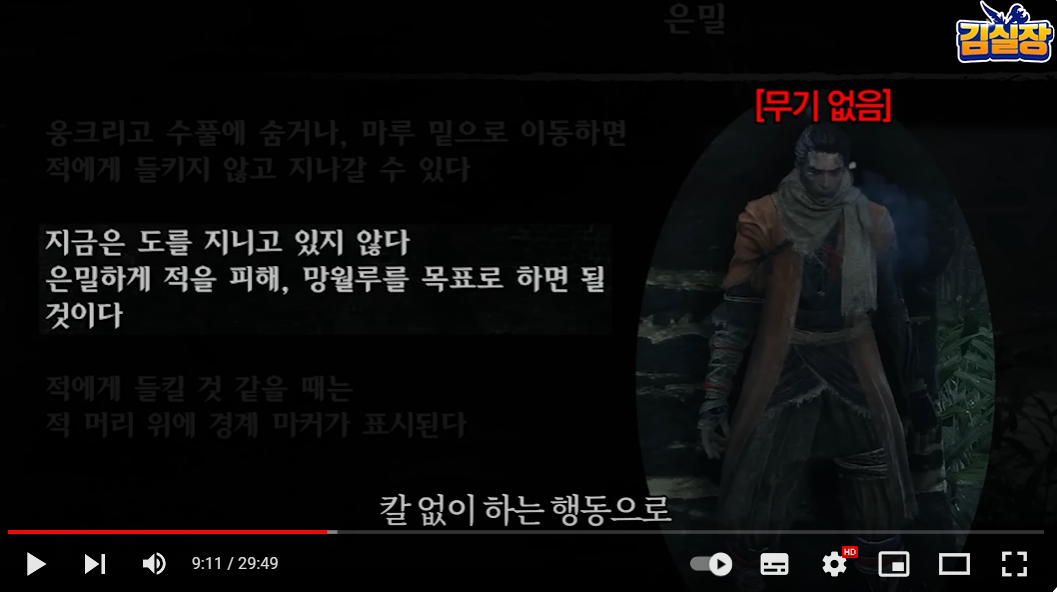 은밀
김실장
[무기 없음]
웅크리고 수풀에 숨거나, 마루 밑으로 이동하면
적에게 들키지 않고 지나갈 수 있다
지금은 도를 지니고 있지 않다
은밀하게 적을 피해, 망월루를 목표로 하면 될
것이다
적에게 들킬 것 같을 때는
적 머리 위에 경계 마커가 표시된다
칼 없이 하는 행동으로
9:11 / 29:49
HD